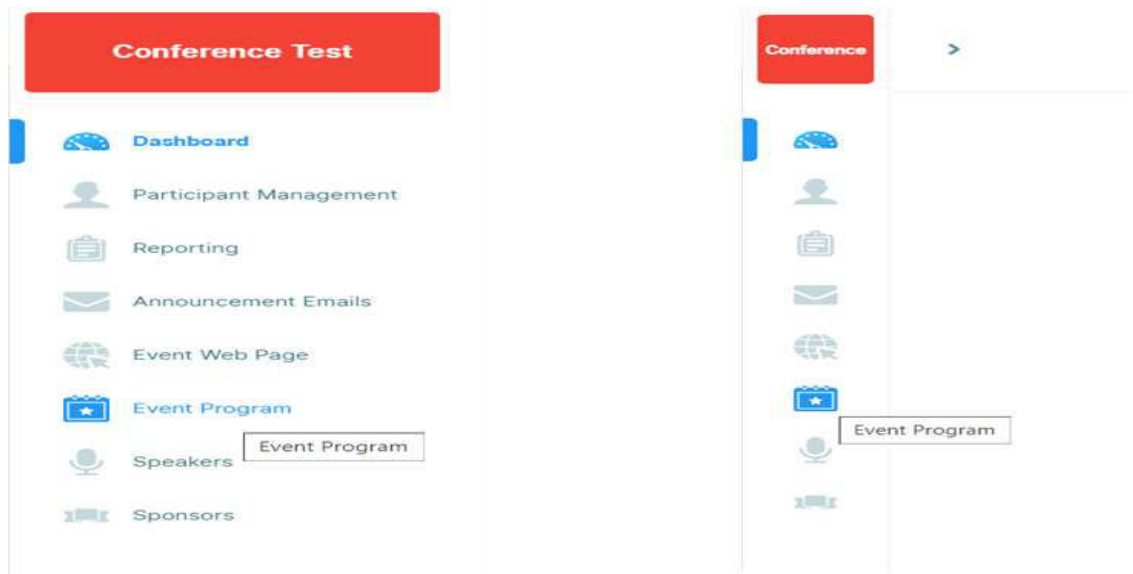 Conference Test
Dashboard
Participant Management
Reporting
Announcement Emails
Event Web Page
Event Program
Event Program
Speakers
Sponsors
Conference
>
Event Program